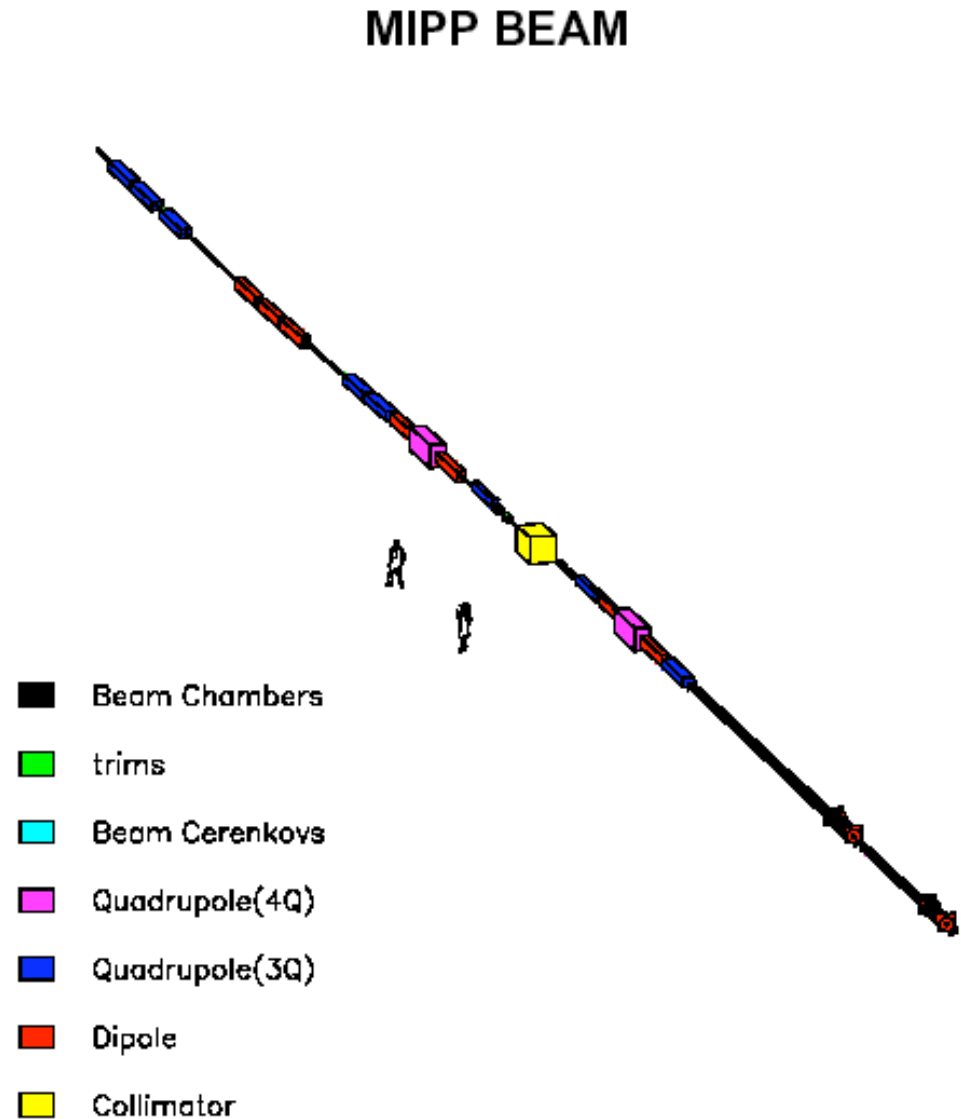 MIPP BEAM
Beam Chambers
trims
Beam Cerenkovs
Quadrupole(4Q)
Quadrupole(3Q)
Dipole
Collimator